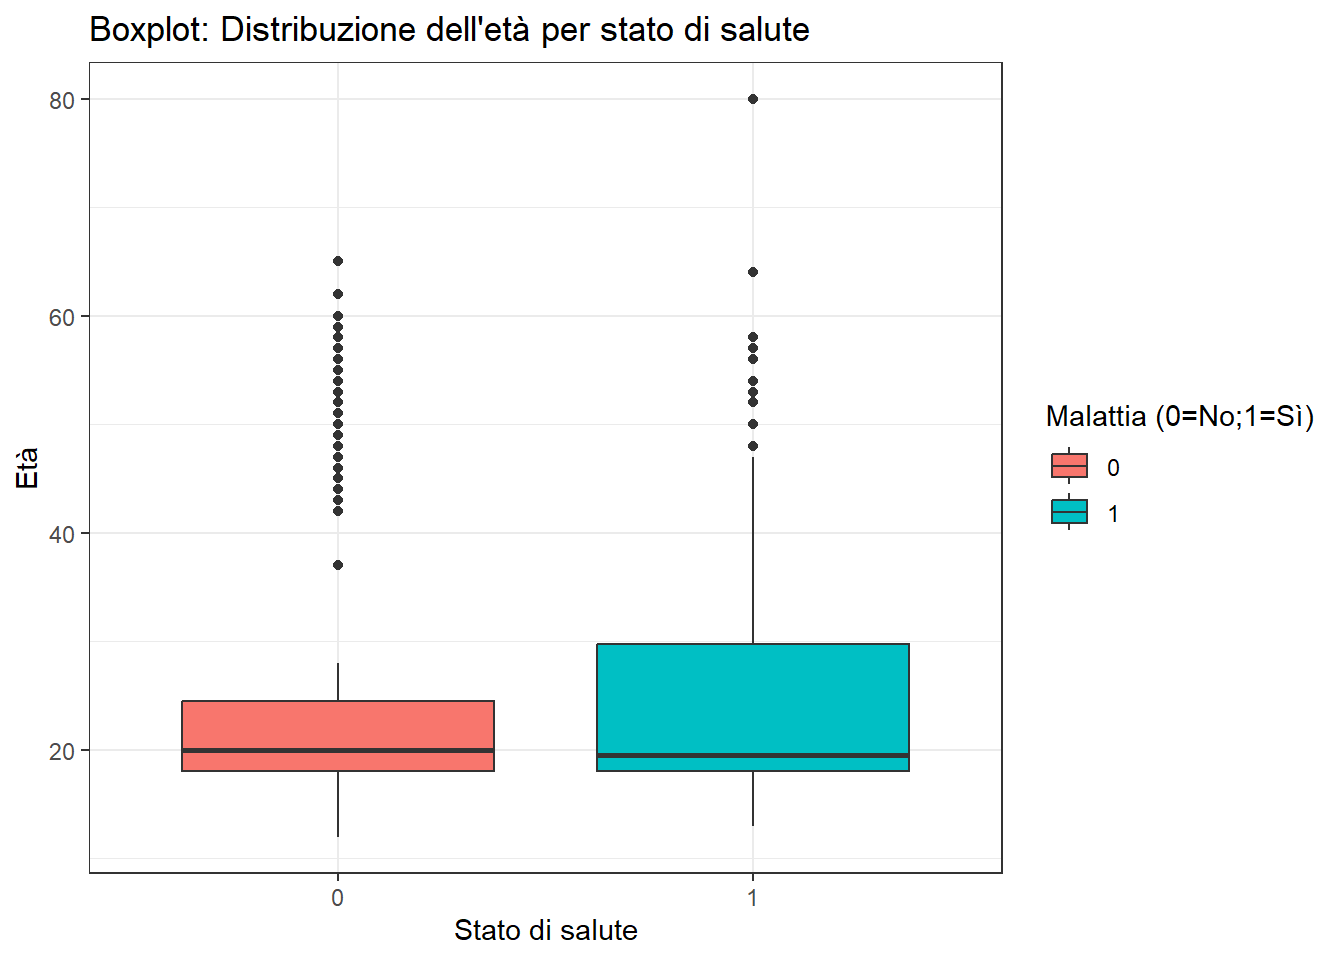 Boxplot: Distribuzione dell'età per stato di salute
80
60
40
20
Età
0
1
Stato di salute
Malattia (0=No;1=Sì)
0
1